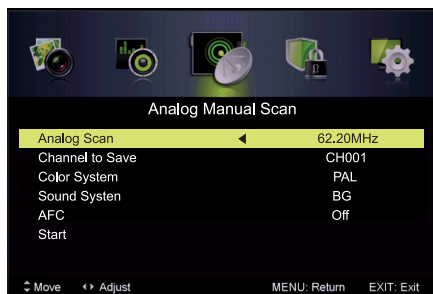 Analog Manual Scan
Analog Scan 62.20MHz
Channel to Save CH001
Color System PAL
Sound Systen BG
AFC Off
Start
Move Adjust MENU: Return EXIT: Exit